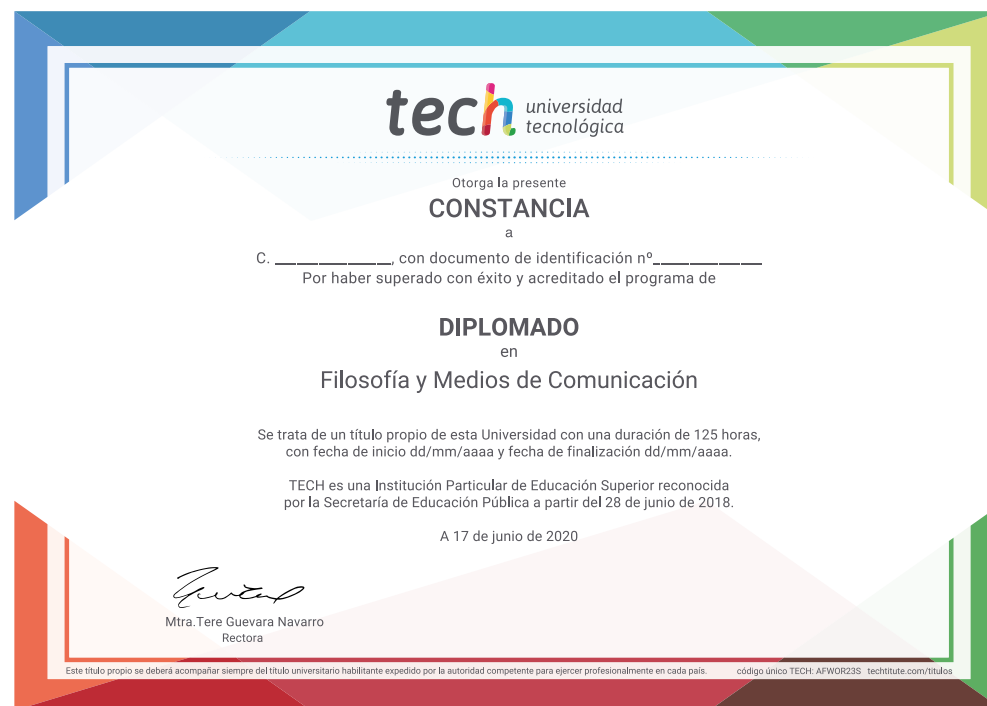 tech universidad
tecnológica
Otorga la presente
CONSTANCIA
a
C. ______________, con documento de identificación nº_____________
Por haber superado con éxito y acreditado el programa de
DIPLOMADO
en
Filosofía y Medios de Comunicación
Se trata de un título propio de esta Universidad con una duración de 125 horas,
con fecha de inicio dd/mm/aaaa y fecha de finalización dd/mm/aaaa.
TECH es una Institución Particular de Educación Superior reconocida
por la Secretaría de Educación Pública a partir del 28 de junio de 2018.
A 17 de junio de 2020
Mtra.Tere Guevara Navarro
Rectora
Este título propio se deberá acompañar siempre del título universitario habilitante expedido por la autoridad competente para ejercer profesionalmente en cada país. código único TECH: AFWOR23S techtitute.com/titulos